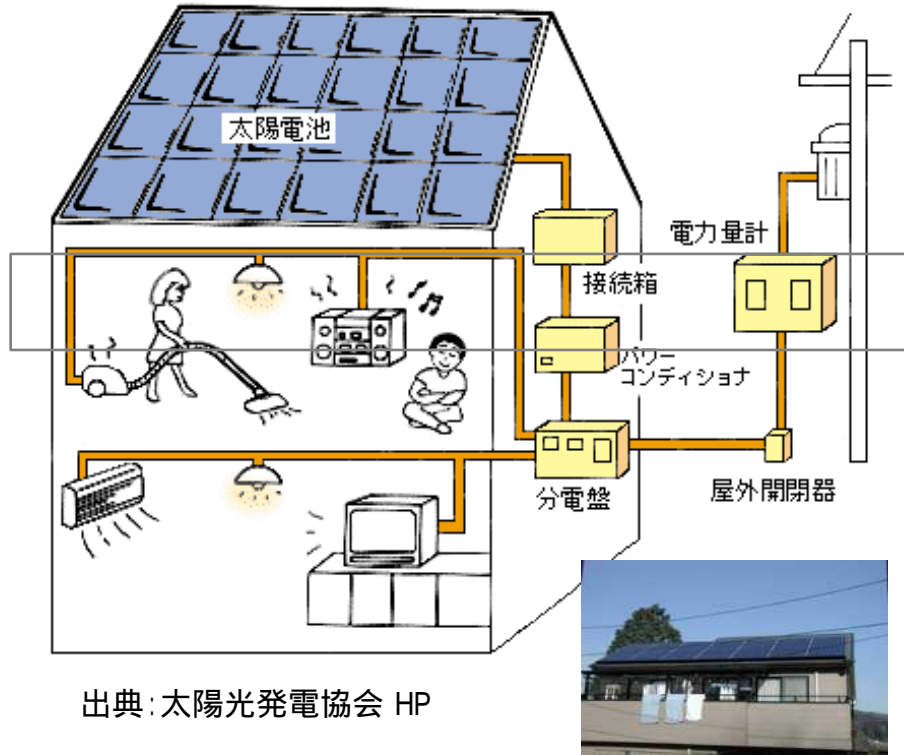 太陽電池
電力量計
接続箱
パワー
コンディショナ
分電盤
屋外開閉器
出典:太陽光発電協会 HP